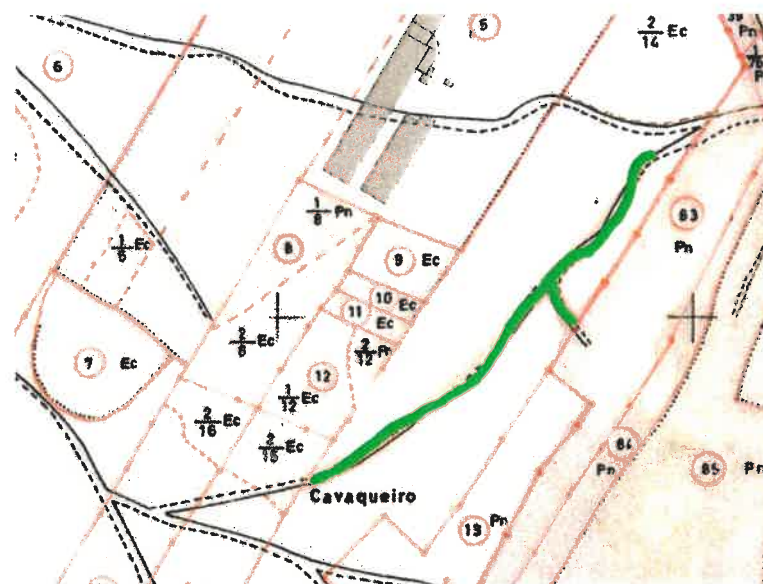 5
2/14 Ec
39
Pn
6
1/8 Pn
83
Pn
8
1/6 Ec
9 Ec
10 Ec
11 Ec
2/8 Ec
2/12 Pn
7 Ec
12
1/12 Ec
2/16 Ec
Ec
84
Pn
85 Pn
Cavaqueiro
13 Pn